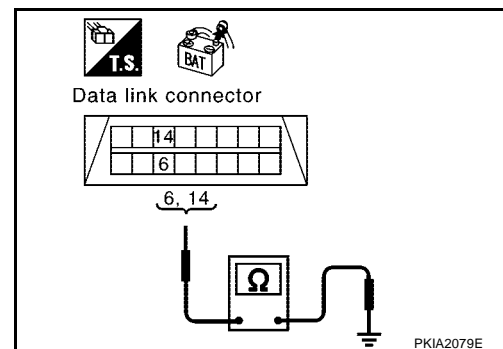 T.S.
BAT
Data link connector
14
6
6, 14
Ω
PKIA2079E